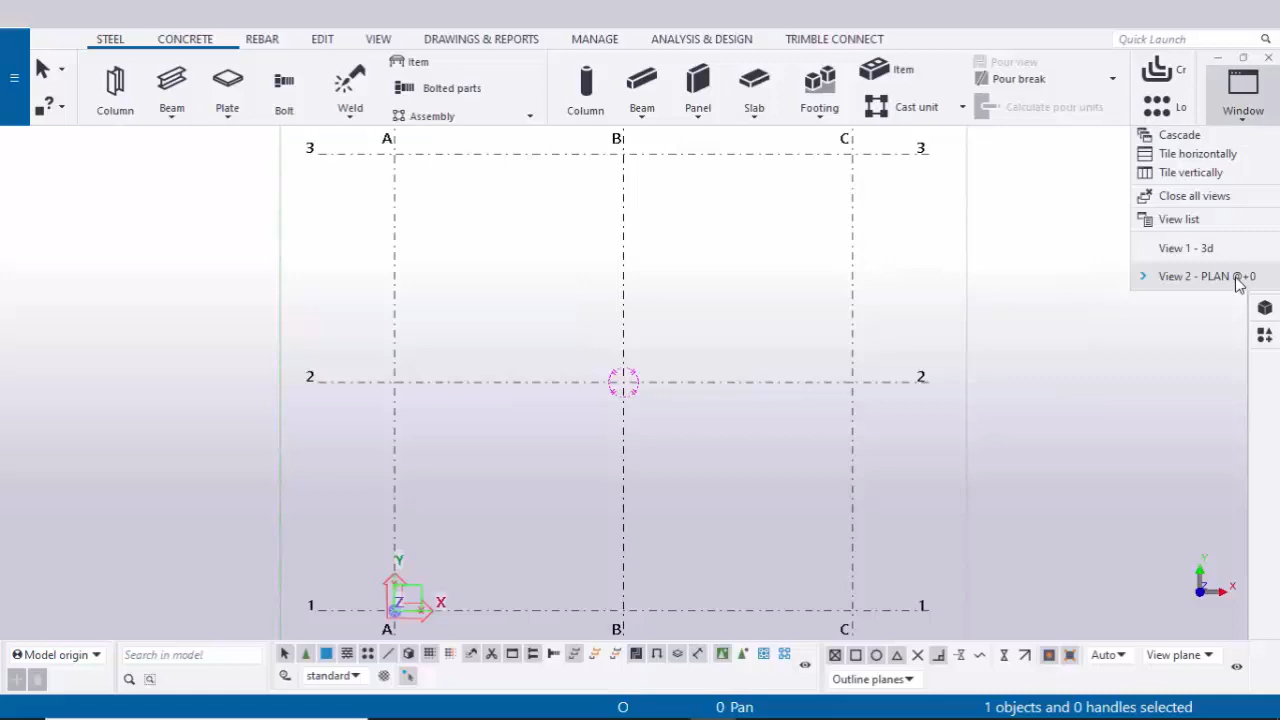 STEEL CONCRETE REBAR EDIT VIEW DRAWINGS & REPORTS MANAGE ANALYSIS & DESIGN TRIMBLE CONNECT Quick Launch
Item Pour view Item Cr
Column Beam Plate Bolt Weld Bolted parts Column Beam Panel Slab Footing Pour break Window
Assembly Cast unit Calculate pour units Lo
Cascade
Tile horizontally
Tile vertically
Close all views
View list
View 1 - 3d
View 2 - PLAN @+0
A B C
3 3
2 2
Y
Z X
1 1
A B C
Y
Z X
Model origin Search in model Auto View plane
standard Outline planes
O 0 Pan 1 objects and 0 handles selected